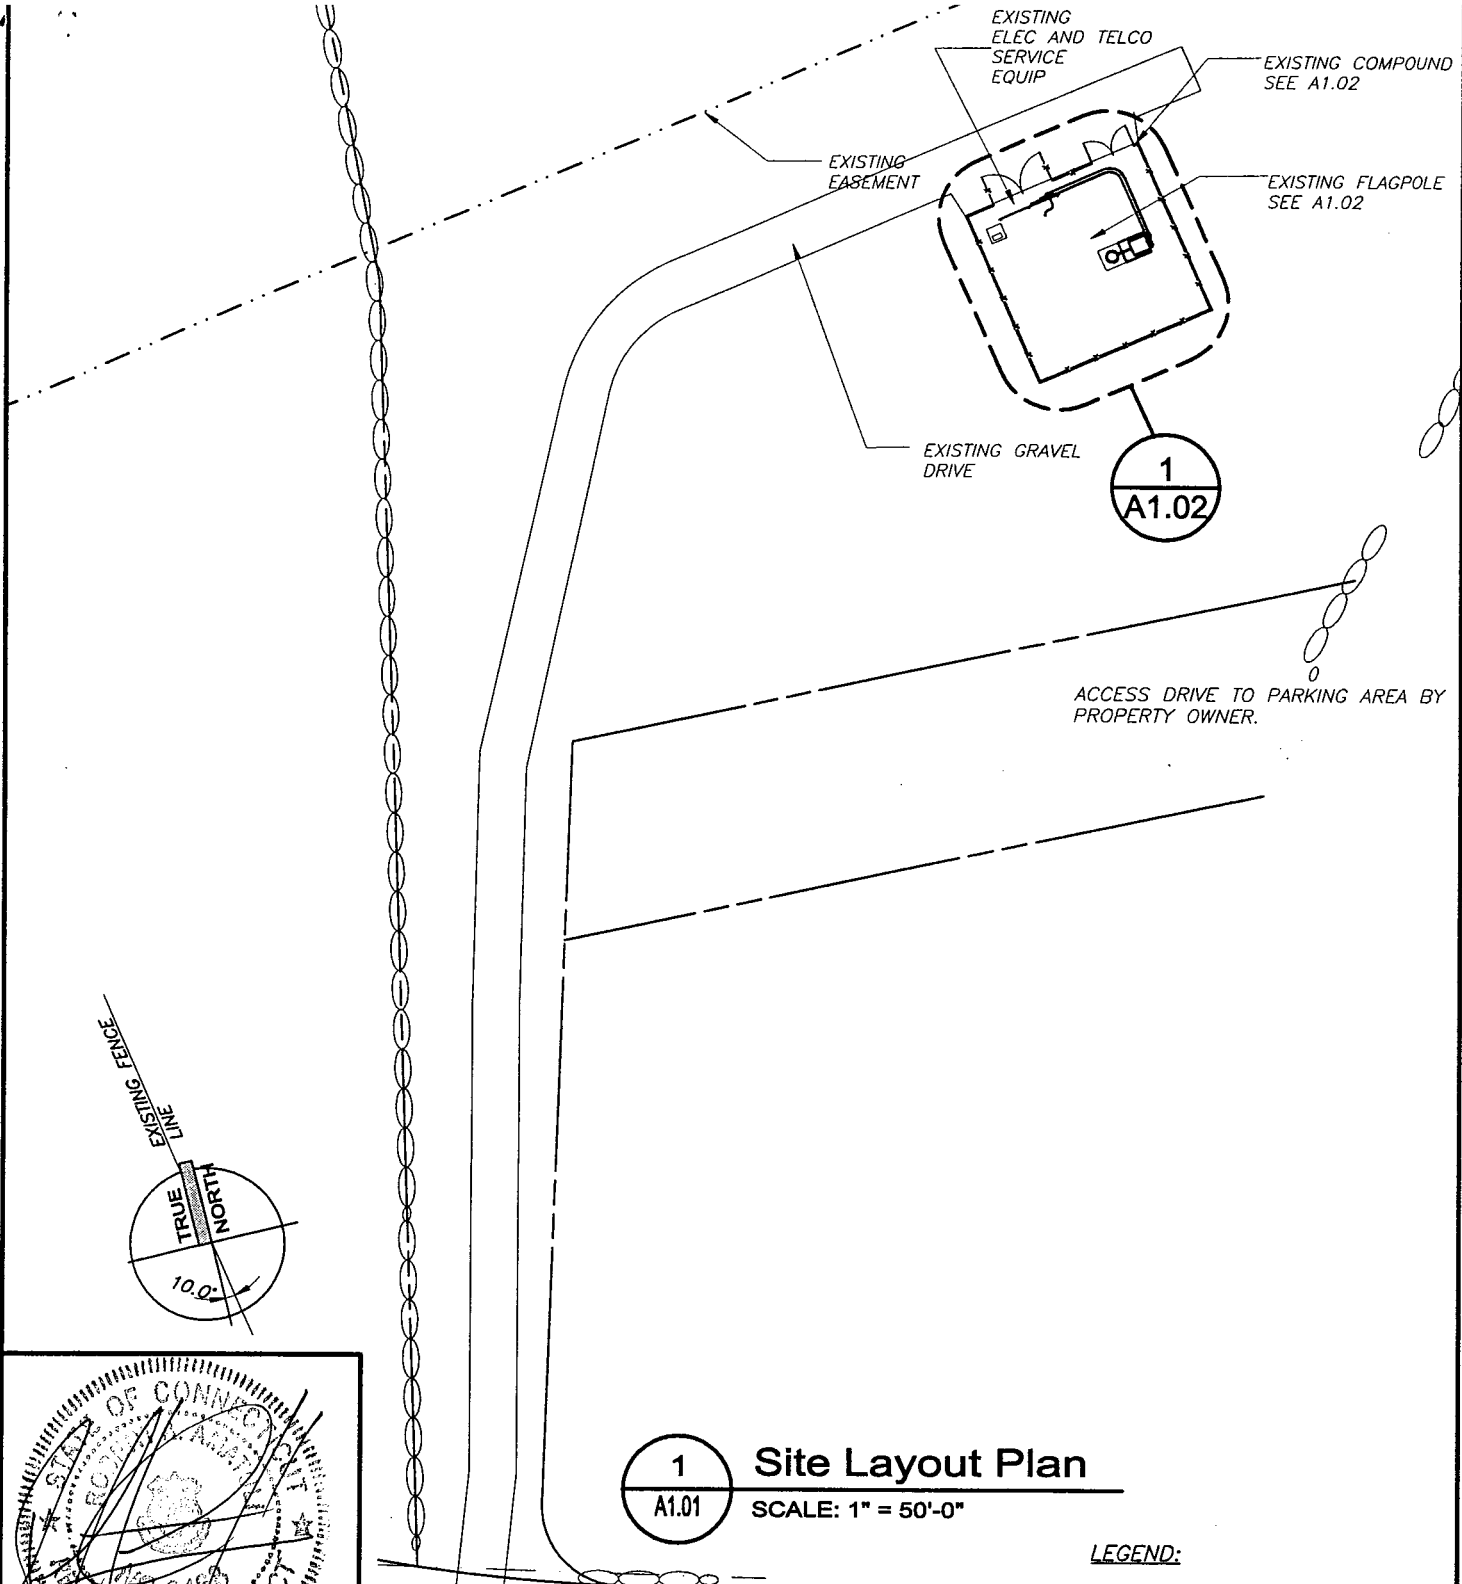 EXISTING
ELEC AND TELCO
SERVICE
EQUIP
EXISTING COMPOUND
SEE A1.02
EXISTING
EASEMENT
EXISTING FLAGPOLE
SEE A1.02
EXISTING GRAVEL
DRIVE
1
A1.02
ACCESS DRIVE TO PARKING AREA BY
PROPERTY OWNER.
EXISTING FENCE
LINE
TRUE
NORTH
10.0°
STATE OF CONNECTICUT
1
A1.01
Site Layout Plan
SCALE: 1" = 50'-0"
LEGEND: